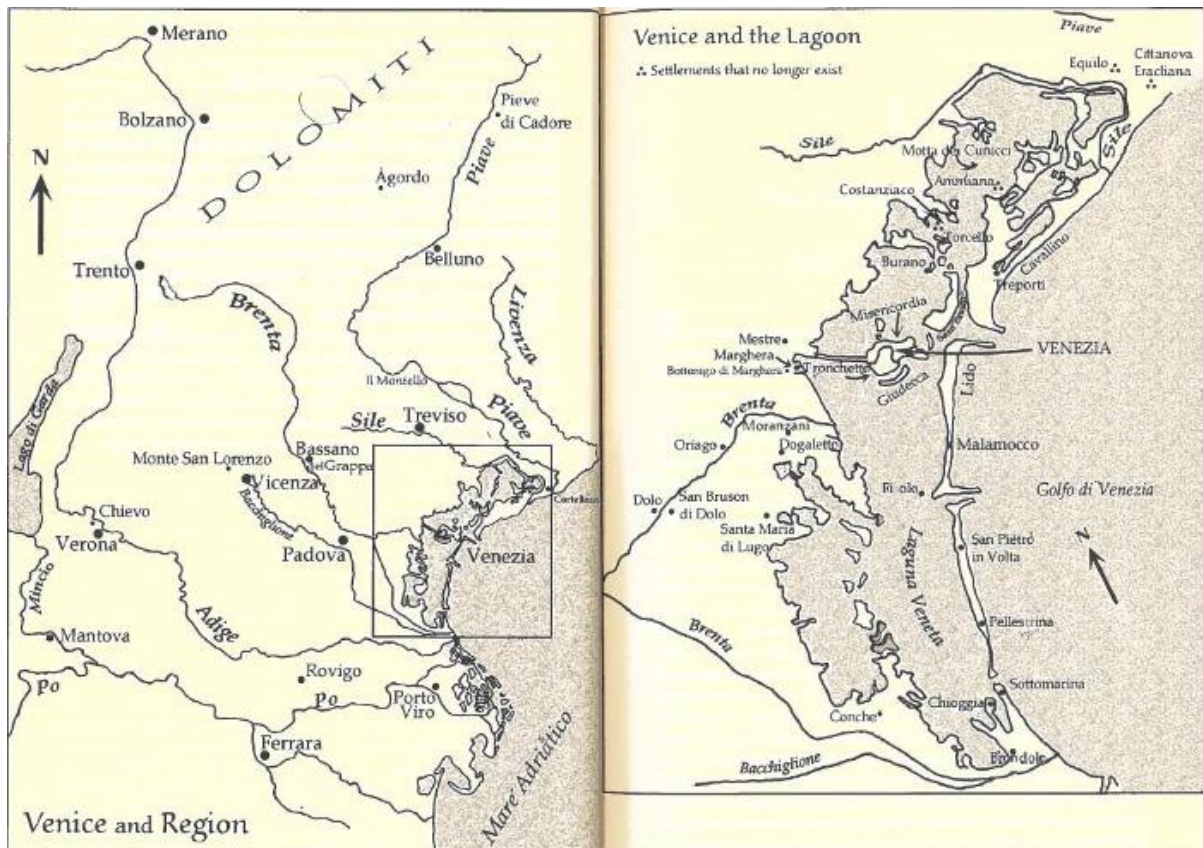 Merano
Bolzano
DOLOMITI
Pieve
di Cadore
Piave
Agordo
N
Trento
Belluno
Brenta
Livenza
Il Montello
Piave
Lago di Garda
Sile
Treviso
Bassano
del Grappa
Monte San Lorenzo
Vicenza
Bacchiglione
Chievo
Verona
Padova
Venezia
Mincio
Adige
Mantova
Rovigo
Po
Po
Porto
Viro
Ferrara
Mare Adriatico
Venice and Region
Venice and the Lagoon
Settlements that no longer exist
Piave
Equilo
Cittanova
Eracliana
Sile
Sile
Motta dei Cunicci
Ammiana
Costanziaco
Torcello
Cavallino
Burano
Treporti
Misericordia
Mestre
Marghera
Bottenigo di Marghera
Tronchetto
VENEZIA
Giudecca
Lido
Brenta
Moranzani
Oriago
Dogaletto
Malamocco
Golfo di Venezia
Dolo
San Bruson
di Dolo
Santa Maria
di Lugo
San Pietro
in Volta
N
Laguna Veneta
Brenta
Pellestrina
Sottomarina
Chioggia
Conche
Bacchiglione
Brondolo